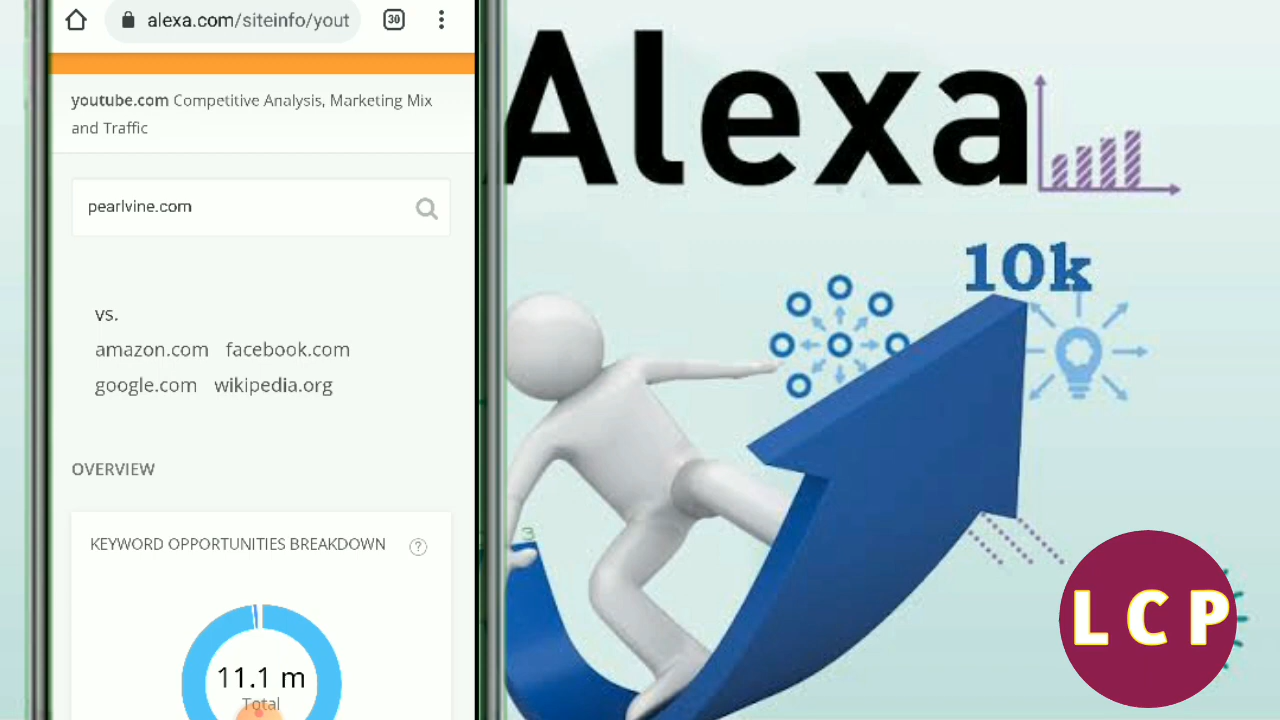 30
alexa.com/siteinfo/yout
youtube.com Competitive Analysis, Marketing Mix
and Traffic
pearlvine.com
vs.
amazon.com facebook.com
google.com wikipedia.org
OVERVIEW
KEYWORD OPPORTUNITIES BREAKDOWN ?
11.1 m
Total
Alexa
10k
3
L C P